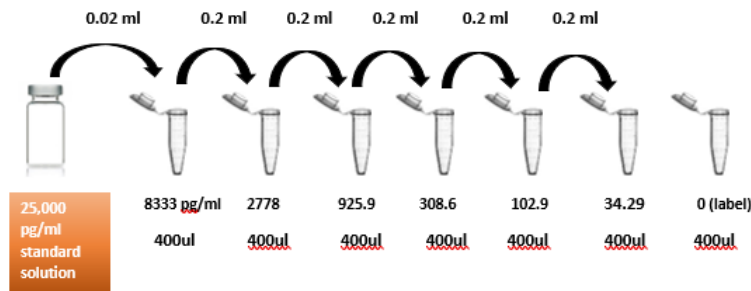 0.02 ml 0.2 ml 0.2 ml 0.2 ml 0.2 ml 0.2 ml
25,000
pg/ml
standard
solution
8333 pg/ml 2778 925.9 308.6 102.9 34.29 0 (label)
400ul 400ul 400ul 400ul 400ul 400ul 400ul